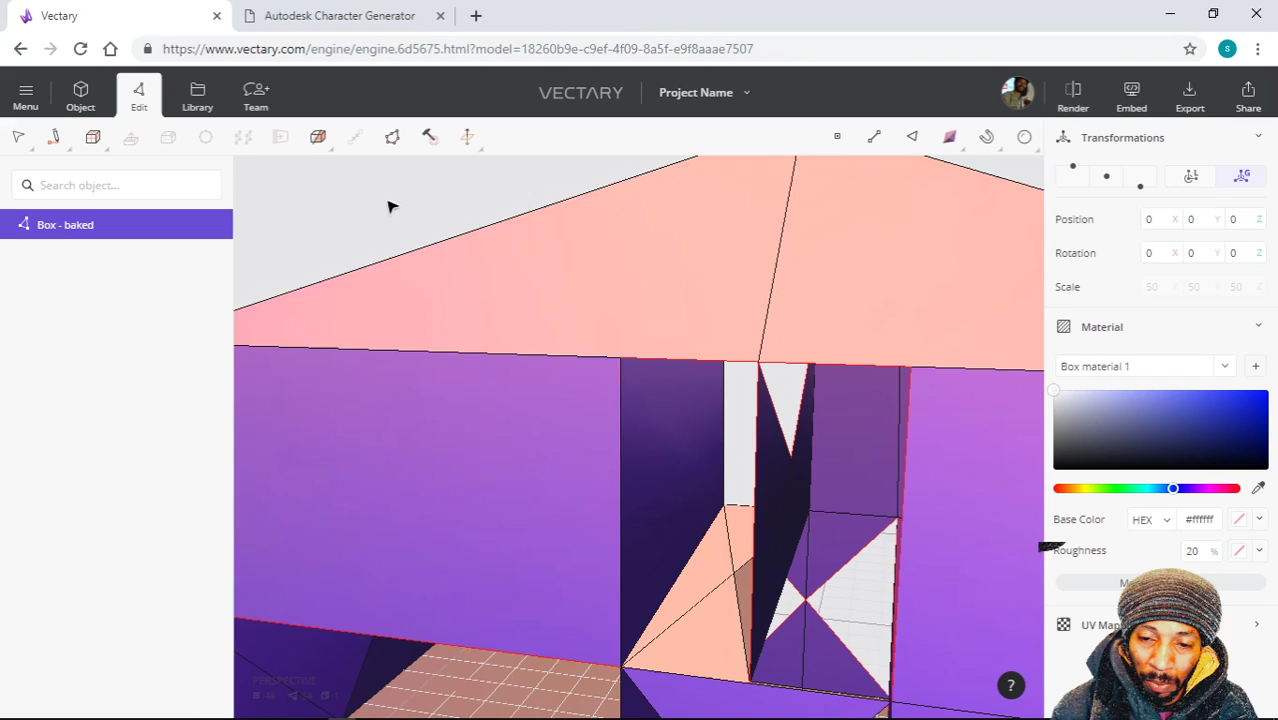 Vectary
Autodesk Character Generator
https://www.vectary.com/engine/engine.6d5675.html?model=18260b9e-c9ef-4f09-8a5f-e9f8aaae7507
S
Menu
Object
Edit
Library
Team
VECTARY
Project Name
Render
Embed
Export
Share
Transformations
Search object...
L
G
Box - baked
Position 0 X 0 Y 0 Z
Rotation 0 X 0 Y 0 Z
Scale 50 X 50 Y 50 Z
Material
Box material 1
Base Color HEX #ffffff
Roughness 20 %
UV Map
PERSPECTIVE
?